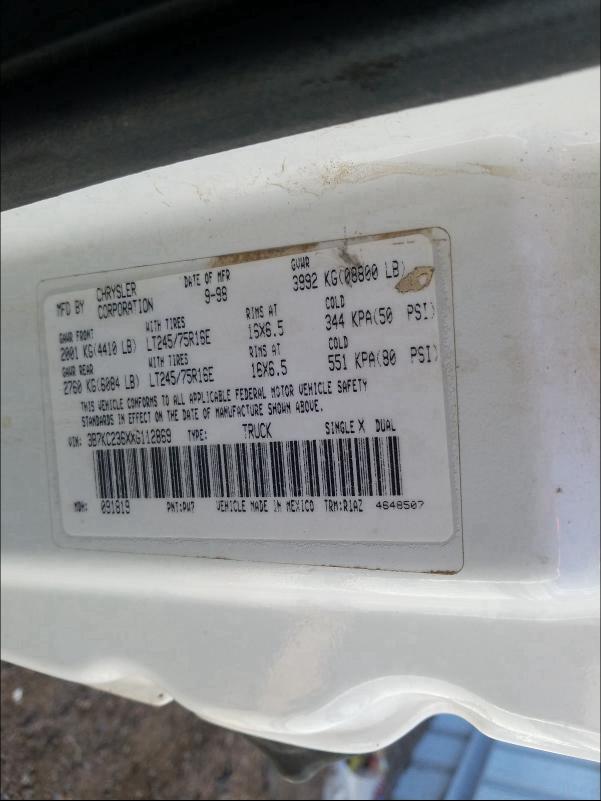 MFD BY CHRYSLER CORPORATION DATE OF MFR 9-98 GVWR 3992 KG(08800 LB)
GAWR FRONT WITH TIRES RIMS AT COLD
2001 KG(4410 LB) LT245/75R16E 16X6.5 344 KPA(50 PSI)
GAWR REAR WITH TIRES RIMS AT COLD
2760 KG(6084 LB) LT245/75R16E 16X6.5 551 KPA(80 PSI)
THIS VEHICLE CONFORMS TO ALL APPLICABLE FEDERAL MOTOR VEHICLE SAFETY
STANDARDS IN EFFECT ON THE DATE OF MANUFACTURE SHOWN ABOVE.
VIN: 3B7KC236XXG112869 TYPE: TRUCK SINGLE X DUAL
MDH: 091819 PNT:PW7 VEHICLE MADE IN MEXICO TRM:R1AZ 4648507